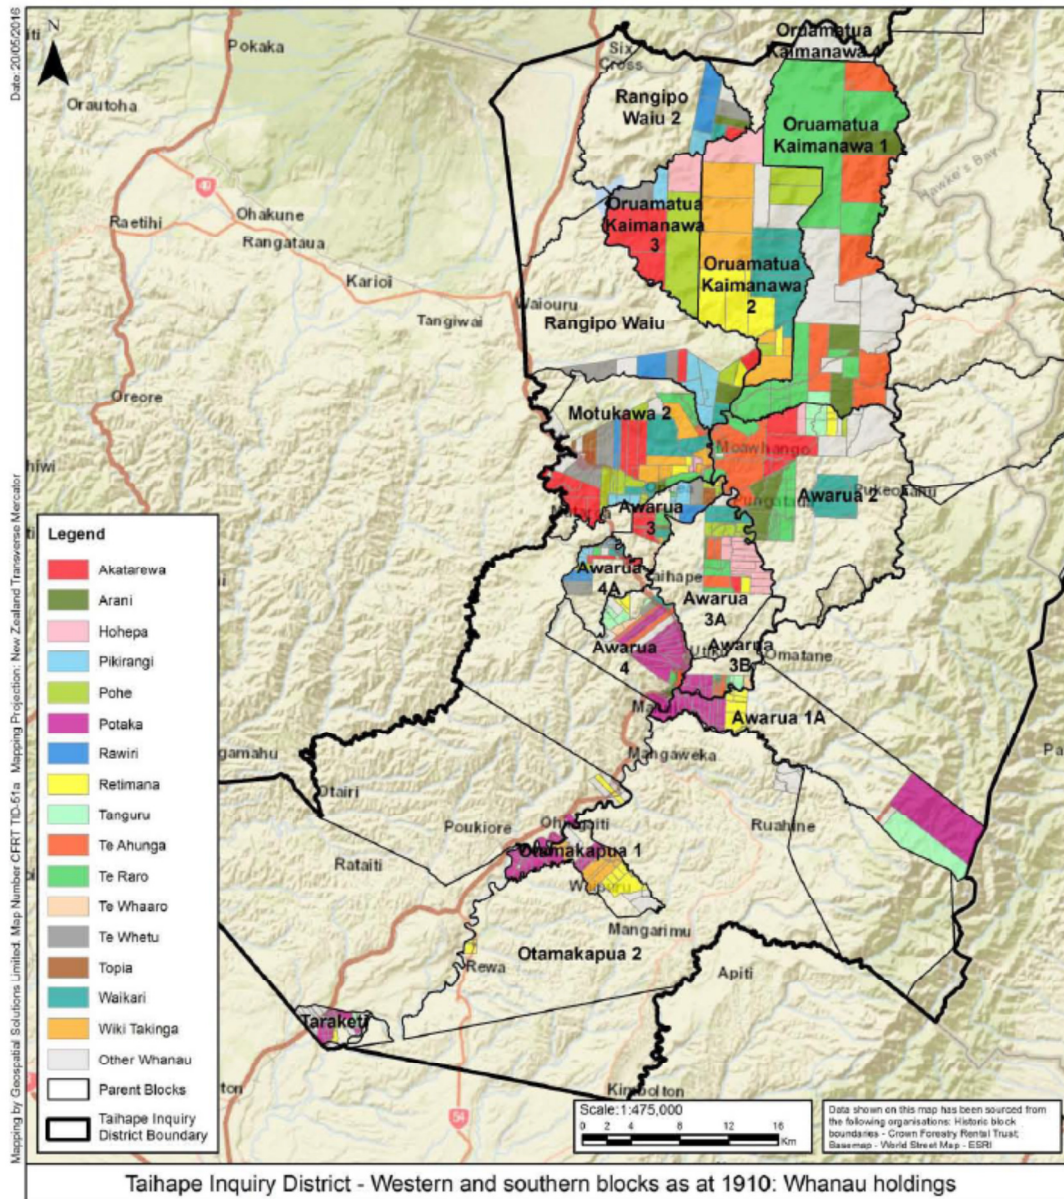 Date: 20/05/2016
Mapping by Geospatial Solutions Limited. Map Number CFRT TID-51a Mapping Projection: New Zealand Transverse Mercator
N
Pokaka
Six
Cross
Oruamatua
Kaimanawa 4
Orautoha
Rangipo
Waiu 2
Oruamatua
Kaimanawa 1
Hawke's Bay
Raetihi
Ohakune
Rangataua
Oruamatua
Kaimanawa
3
Karioi
Oruamatua
Kaimanawa
2
Waiouru
Tangiwai
Rangipo Waiu
Oreore
Motukawa 2
Moawhango
Awarua 2
Pukeokahu
Awarua
3
Awarua
4A
Taihape
Awarua
3A
Awarua
4
Utiku
Awarua
3B
Omatane
Awarua 1A
Mangaweka
Otairi
Poukiore
Ruahine
Rataiti
Otamakapua 1
Mangarimu
Otamakapua 2
Rewa
Apiti
Taraketi
Kimbolton
54
Legend
Akatarewa
Arani
Hohepa
Pikirangi
Pohe
Potaka
Rawiri
Retimana
Tanguru
Te Ahunga
Te Raro
Te Whaaro
Te Whetu
Topia
Waikari
Wiki Takinga
Other Whanau
Parent Blocks
Taihape Inquiry
District Boundary
Scale: 1:475,000
0 2 4 8 12 16
Km
Data shown on this map has been sourced from
the following organisations: Historic block
boundaries - Crown Forestry Rental Trust;
Basemap - World Street Map - ESRI
Taihape Inquiry District - Western and southern blocks as at 1910: Whanau holdings